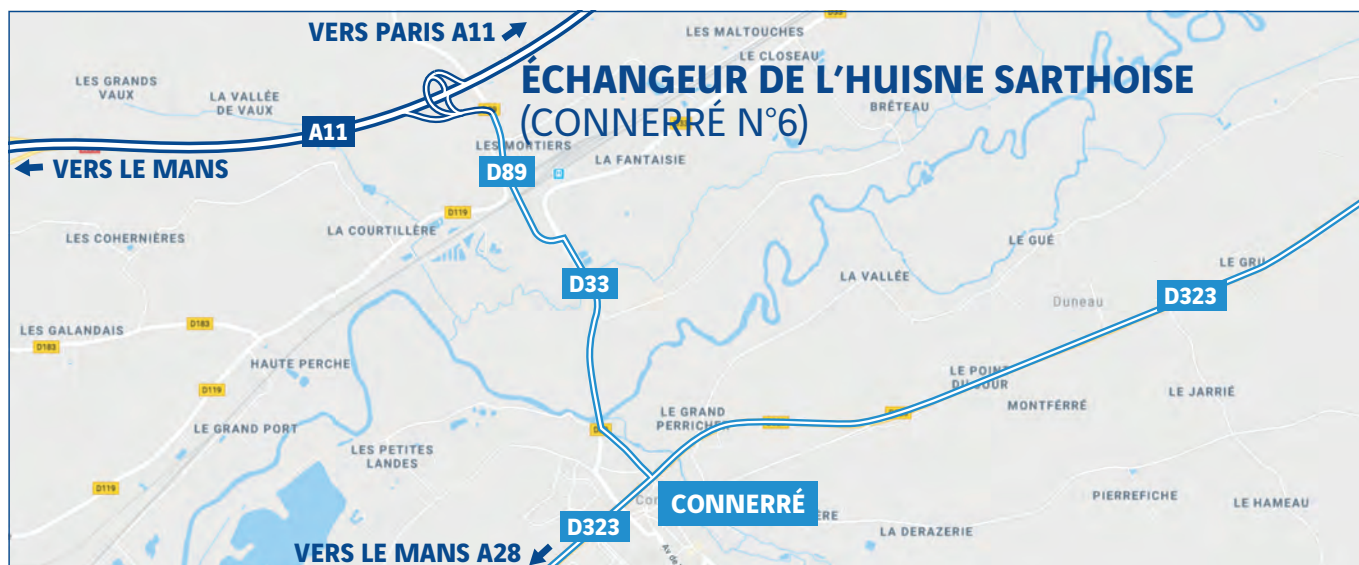 VERS PARIS A11
LES MALTOUCHES
LE CLOSEAU
LES GRANDS
VAUX
LA VALLÉE
DE VAUX
ÉCHANGEUR DE L'HUISNE SARTHOISE
(CONNERRÉ N°6)
BRÊTEAU
A11
LES MORTIERS
LA FANTAISIE
VERS LE MANS
D89
D119
LES COHERNIÈRES
LA COURTILLÈRE
LE GUÉ
LE GRU
LA VALLÉE
D33
Duneau
D323
LES GALANDAIS
D183
D183
HAUTE PERCHE
LE POINT
DU JOUR
D119
MONTFÉRRÉ
LE JARRIÉ
LE GRAND PORT
LE GRAND
PERRICHER
LES PETITES
LANDES
D119
CONNERRÉ
PIERREFICHE
LE HAMEAU
D323
LA DERAZERIE
VERS LE MANS A28